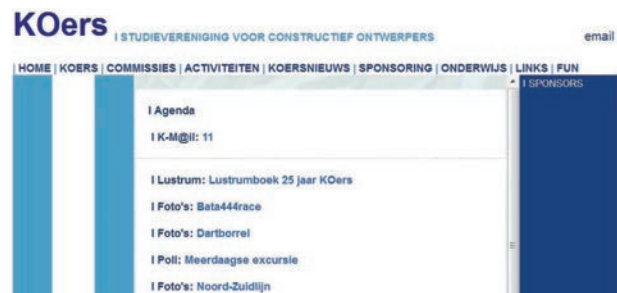 KOers
I STUDIEVERENIGING VOOR CONSTRUCTIEF ONTWERPERS
email
| HOME | KOERS | COMMISSIES | ACTIVITEITEN | KOERSNIEUWS | SPONSORING | ONDERWIJS | LINKS | FUN
I SPONSORS
I Agenda
I K-M@il: 11
I Lustrum: Lustrumboek 25 jaar KOers
I Foto's: Bata444race
I Foto's: Dartborrel
I Poll: Meerdaagse excursie
I Foto's: Noord-Zuidlijn